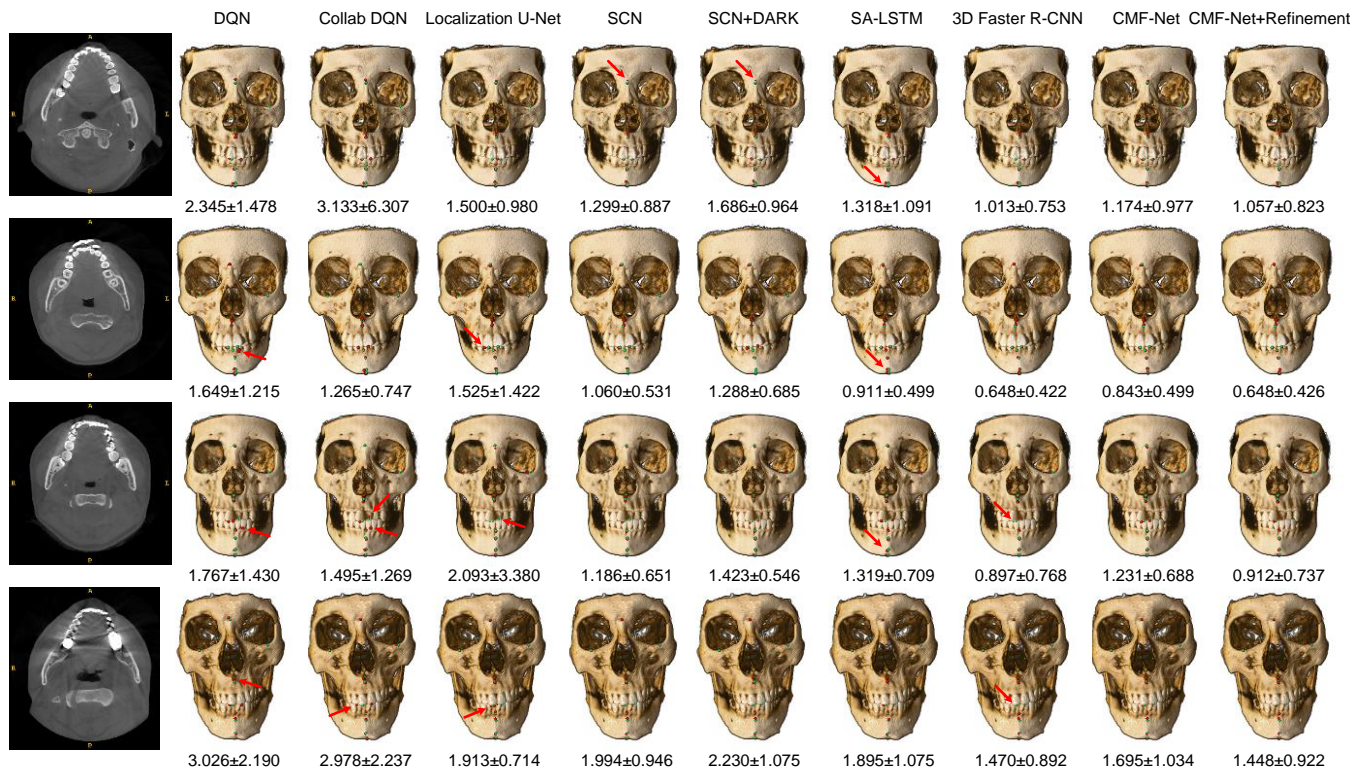 DQN Collab DQN Localization U-Net SCN SCN+DARK SA-LSTM 3D Faster R-CNN CMF-Net CMF-Net+Refinement
A
R L
P
2.345±1.478 3.133±6.307 1.500±0.980 1.299±0.887 1.686±0.964 1.318±1.091 1.013±0.753 1.174±0.977 1.057±0.823
A
R L
P
1.649±1.215 1.265±0.747 1.525±1.422 1.060±0.531 1.288±0.685 0.911±0.499 0.648±0.422 0.843±0.499 0.648±0.426
A
R L
P
1.767±1.430 1.495±1.269 2.093±3.380 1.186±0.651 1.423±0.546 1.319±0.709 0.897±0.768 1.231±0.688 0.912±0.737
A
R L
P
3.026±2.190 2.978±2.237 1.913±0.714 1.994±0.946 2.230±1.075 1.895±1.075 1.470±0.892 1.695±1.034 1.448±0.922